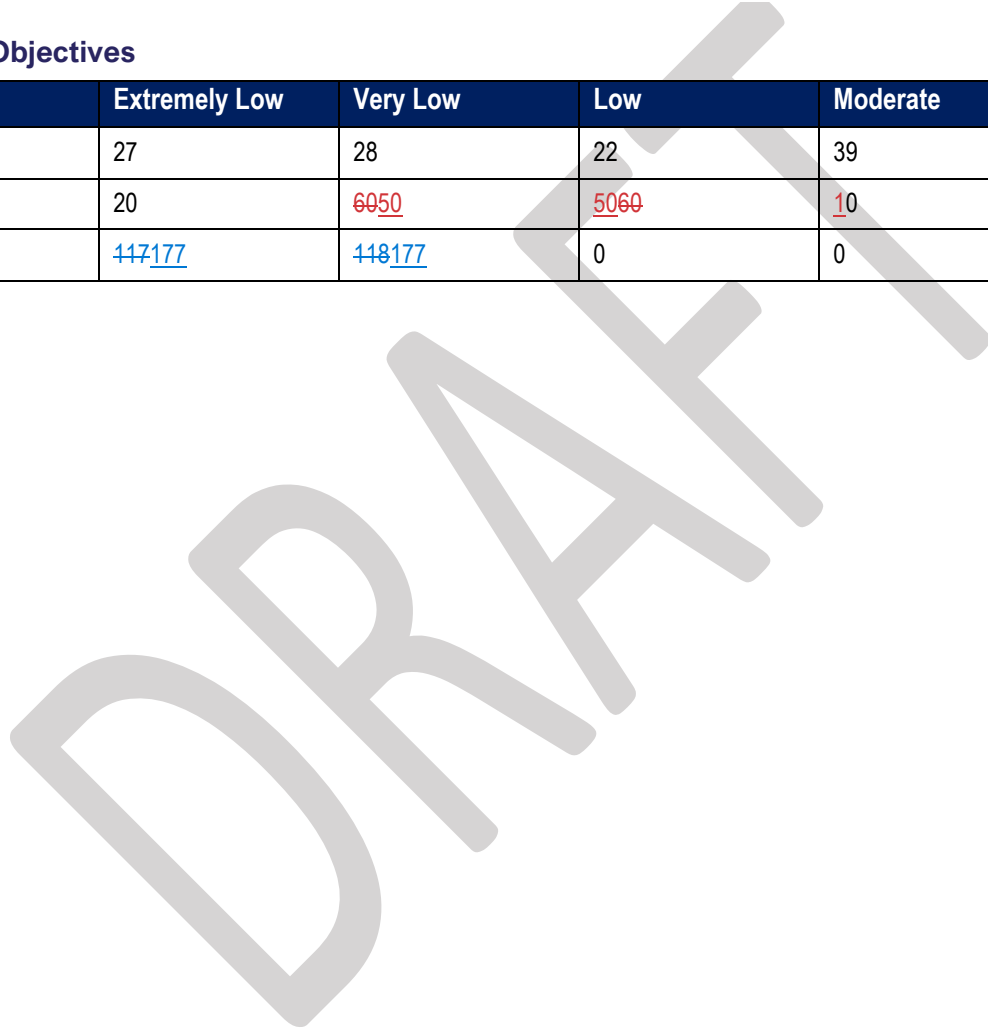 Objectives
Extremely Low Very Low Low Moderate
27 28 22 39
20 6050 5060 10
117177 118177 0 0
DRAFT